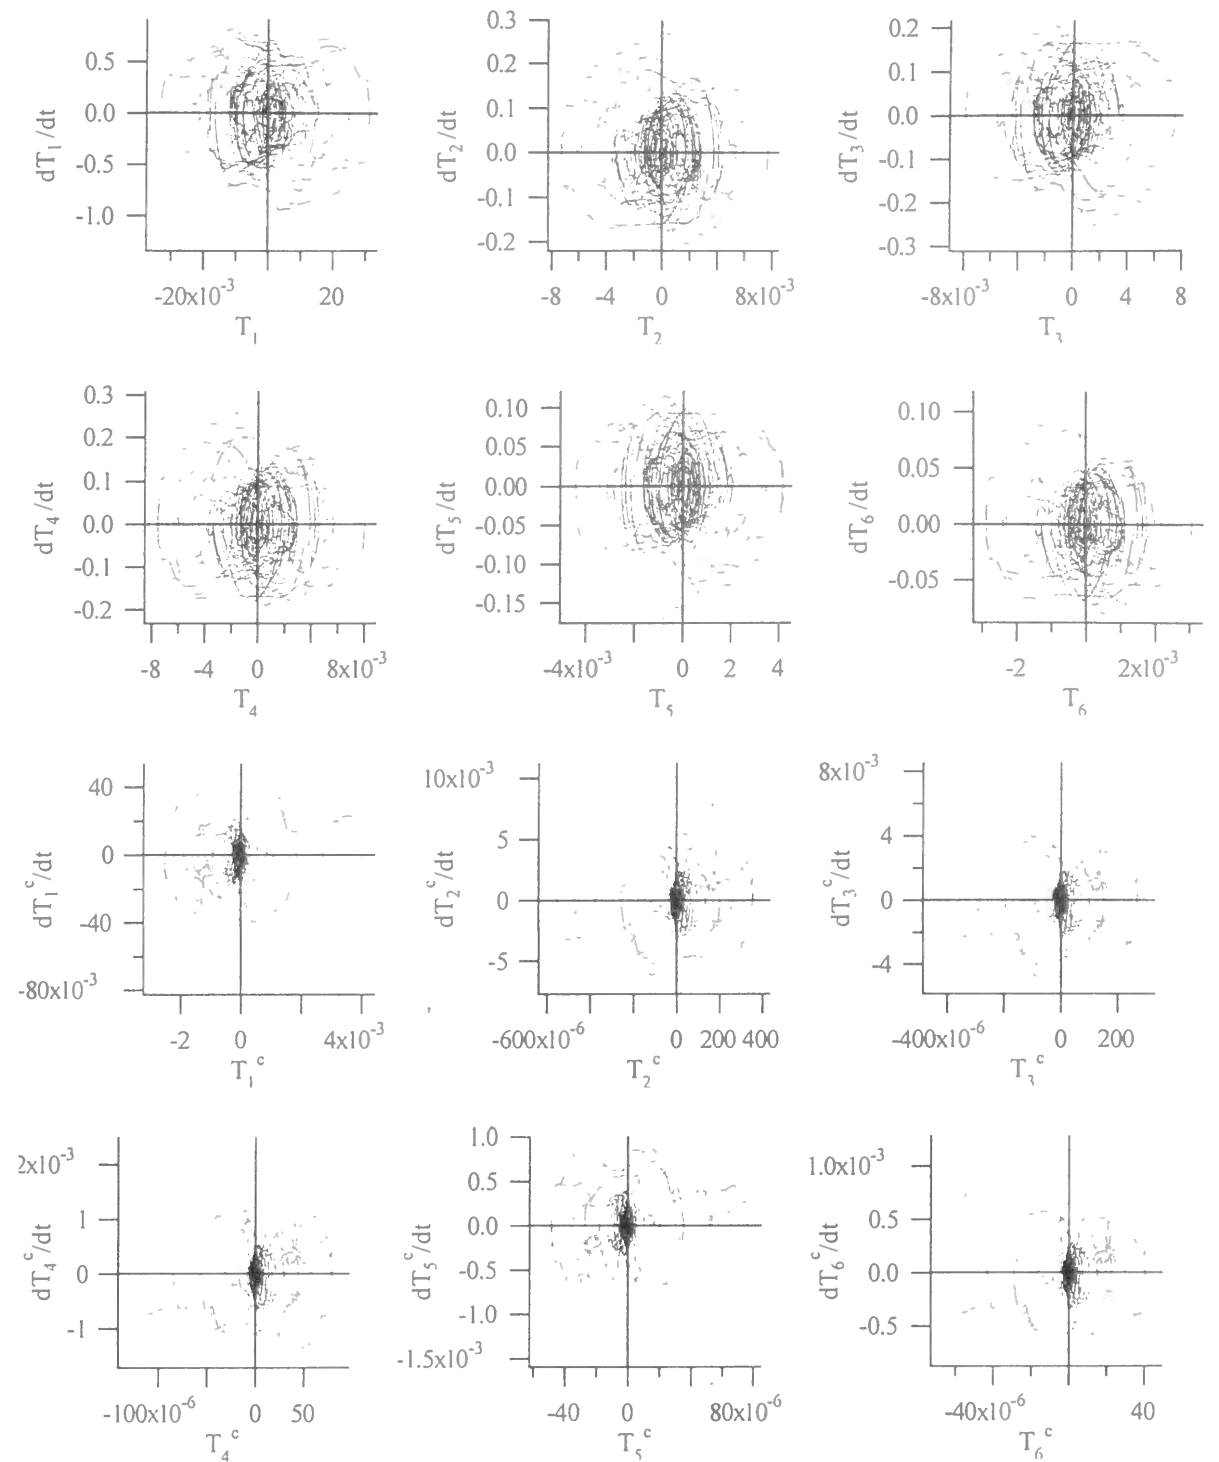 dT1/dt
0.5
0.0
-0.5
-1.0
-20x10-3 20
T1
dT2/dt
0.3
0.2
0.1
0.0
-0.1
-0.2
-8 -4 0 8x10-3
T2
dT3/dt
0.2
0.1
0.0
-0.1
-0.2
-0.3
-8x10-3 0 4 8
T3
dT4/dt
0.3
0.2
0.1
0.0
-0.1
-0.2
-8 -4 0 8x10-3
T4
dT5/dt
0.10
0.05
0.00
-0.05
-0.10
-0.15
-4x10-3 0 2 4
T5
dT6/dt
0.10
0.05
0.00
-0.05
-2 2x10-3
T6
dT1c/dt
40
0
-40
-80x10-3
-2 0 4x10-3
T1c
dT2c/dt
10x10-3
5
0
-5
-600x10-6 0 200 400
T2c
dT3c/dt
8x10-3
4
0
-4
-400x10-6 0 200
T3c
dT4c/dt
2x10-3
1
0
-1
-100x10-6 0 50
T4c
dT5c/dt
1.0
0.5
0.0
-0.5
-1.0
-1.5x10-3
-40 0 80x10-6
T5c
dT6c/dt
1.0x10-3
0.5
0.0
-0.5
-40x10-6 40
T6c